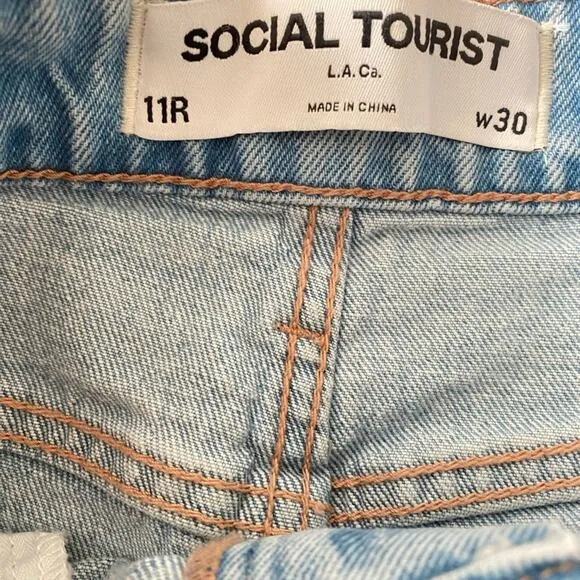 SOCIAL TOURIST
L.A. Ca.
11R MADE IN CHINA W30